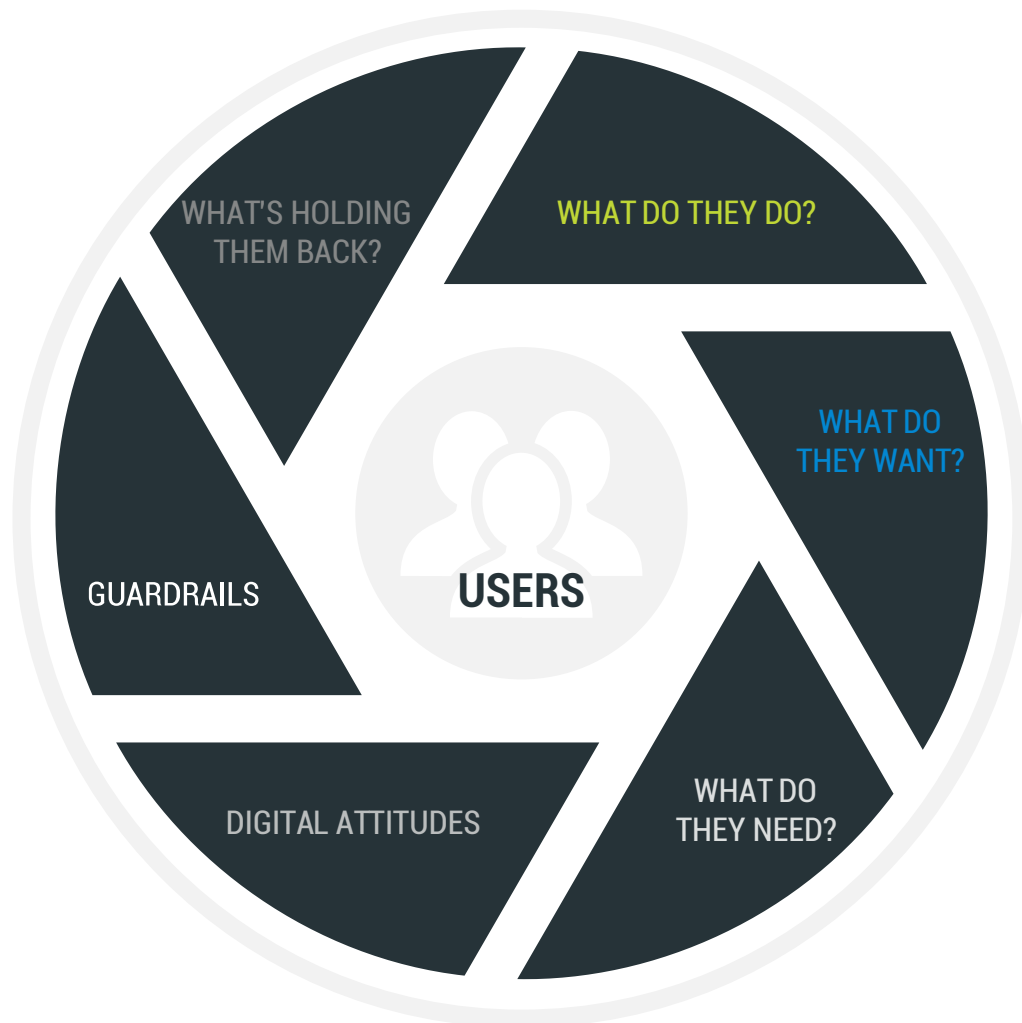 WHAT'S HOLDING
THEM BACK?
WHAT DO THEY DO?
WHAT DO
THEY WANT?
GUARDRAILS
USERS
WHAT DO
THEY NEED?
DIGITAL ATTITUDES